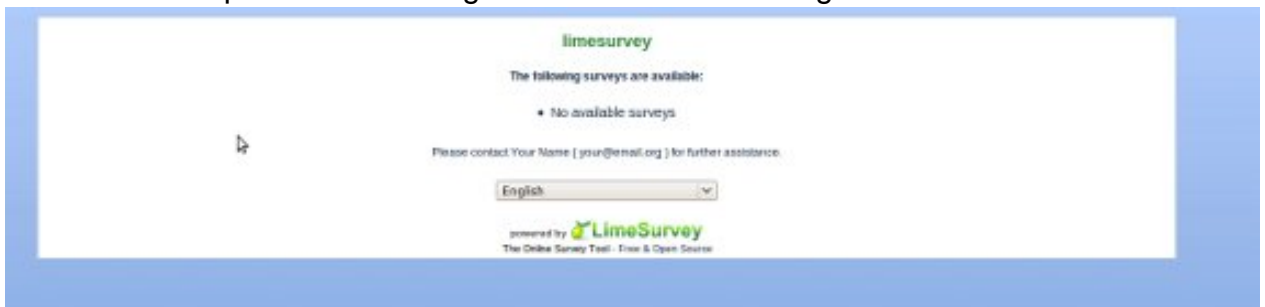 limesurvey
The following surveys are available:
• No available surveys
Please contact Your Name ( your@email.org ) for further assistance.
English
powered by LimeSurvey
The Online Survey Tool - Free & Open Source